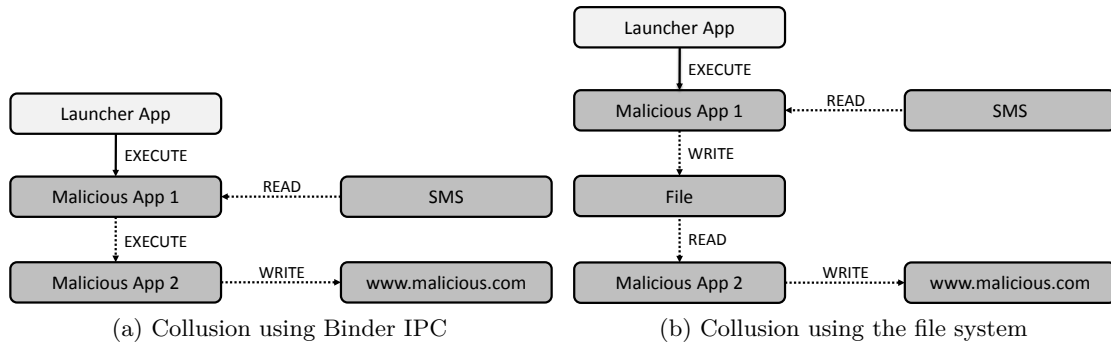 Launcher App
EXECUTE
Malicious App 1
READ
SMS
EXECUTE
Malicious App 2
WRITE
www.malicious.com
(a) Collusion using Binder IPC
Launcher App
EXECUTE
Malicious App 1
READ
SMS
WRITE
File
READ
Malicious App 2
WRITE
www.malicious.com
(b) Collusion using the file system